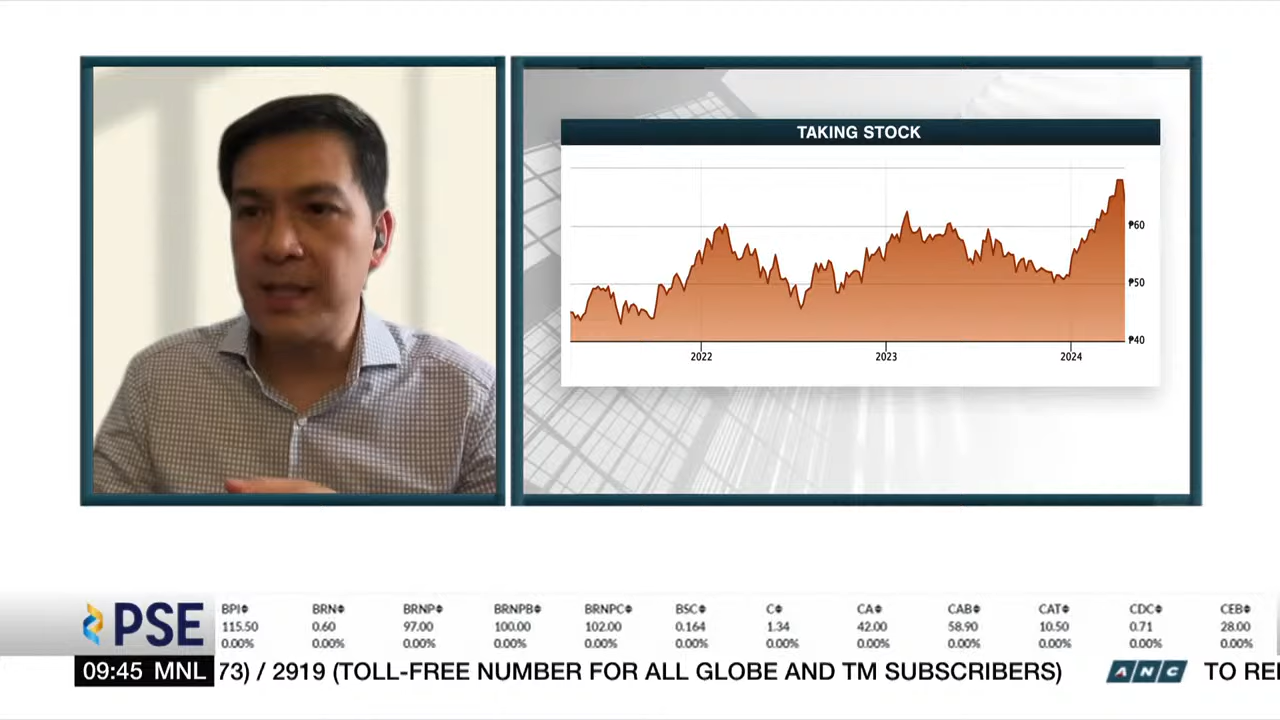 TAKING STOCK
₱60
₱50
₱40
2022 2023 2024
PSE
BPI BRN BRNP BRNPB BRNPC BSC C CA CAB CAT CDC CEB
115.50 0.60 97.00 100.00 102.00 0.164 1.34 42.00 58.90 10.50 0.71 28.00
0.00% 0.00% 0.00% 0.00% 0.00% 0.00% 0.00% 0.00% 0.00% 0.00% 0.00% 0.00%
09:45 MNL 73) / 2919 (TOLL-FREE NUMBER FOR ALL GLOBE AND TM SUBSCRIBERS) ANC TO REI